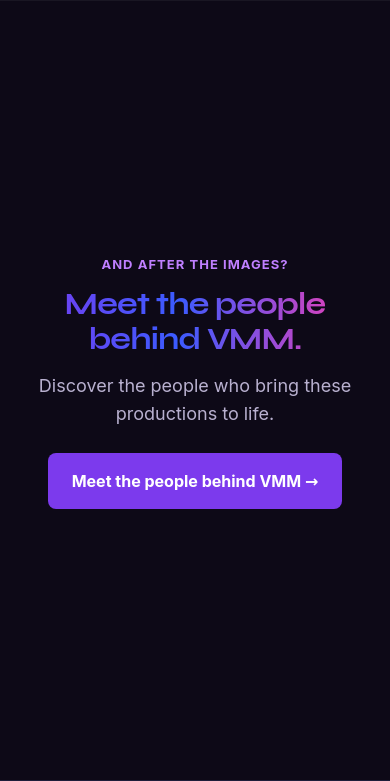 AND AFTER THE IMAGES?
Meet the people
behind VMM.
Discover the people who bring these
productions to life.
Meet the people behind VMM →